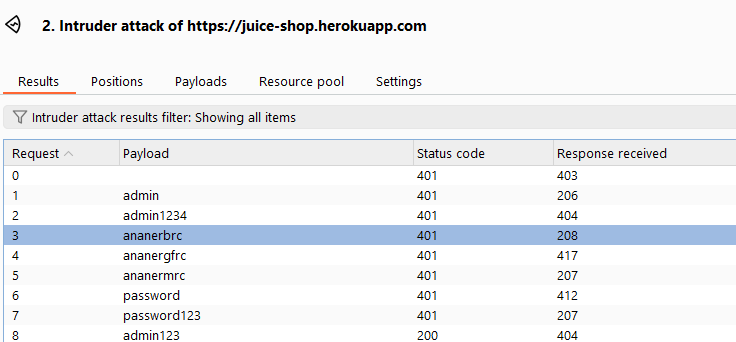 2. Intruder attack of https://juice-shop.herokuapp.com
Results Positions Payloads Resource pool Settings
Intruder attack results filter: Showing all items
Request Payload Status code Response received
0 401 403
1 admin 401 206
2 admin1234 401 404
3 ananerbrc 401 208
4 ananergfrc 401 417
5 ananermrc 401 207
6 password 401 412
7 password123 401 207
8 admin123 200 404